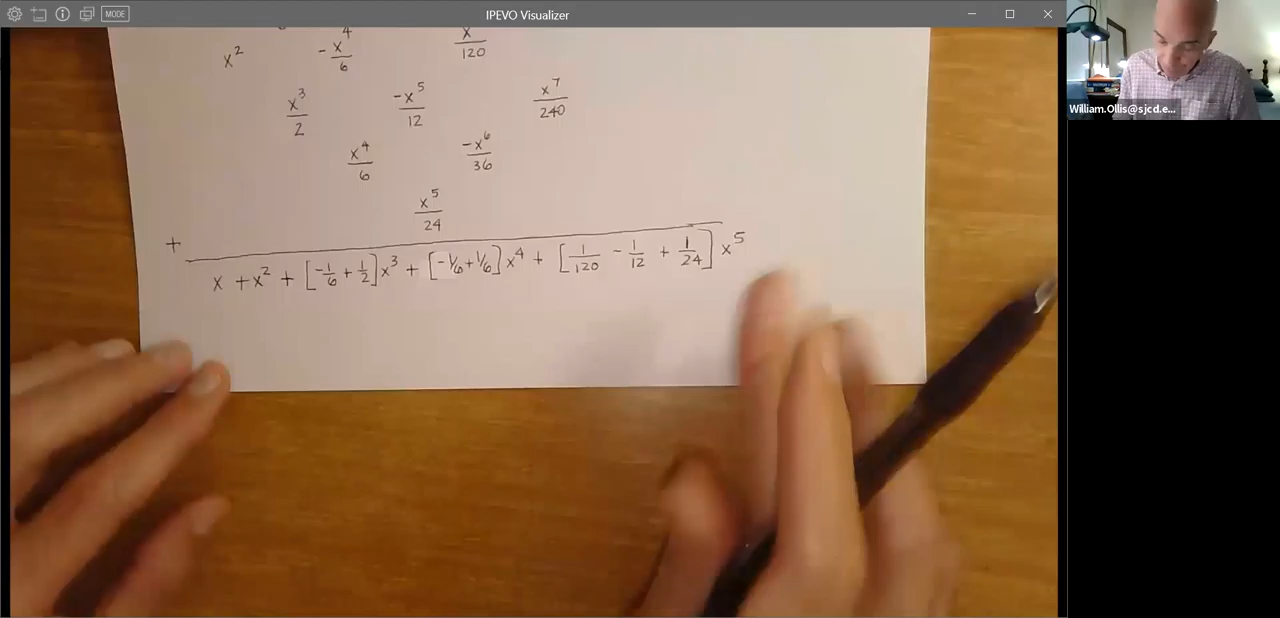 IPEVO Visualizer
MODE
x² -x⁴/6 x/120
x³/2 -x⁵/12 x⁷/240
x⁴/6 -x⁶/36
x⁵/24
+
x + x² + [-1/6 + 1/2]x³ + [-1/6 + 1/6]x⁴ + [1/120 - 1/12 + 1/24]x⁵
William.Ollis@sjcd.e...